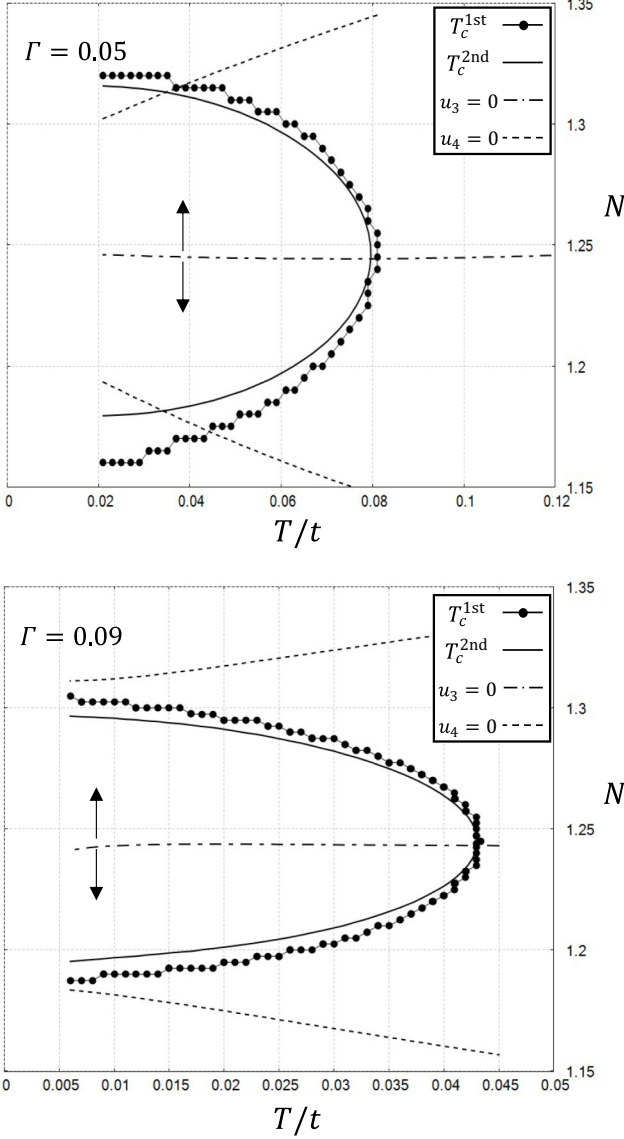 Γ = 0.05
T_c^1st
T_c^2nd
u_3 = 0
u_4 = 0
1.35
1.3
1.25
1.2
1.15
N
0
0.02
0.04
0.06
0.08
0.1
0.12
T/t
Γ = 0.09
T_c^1st
T_c^2nd
u_3 = 0
u_4 = 0
1.35
1.3
1.25
1.2
1.15
N
0
0.005
0.01
0.015
0.02
0.025
0.03
0.035
0.04
0.045
0.05
T/t